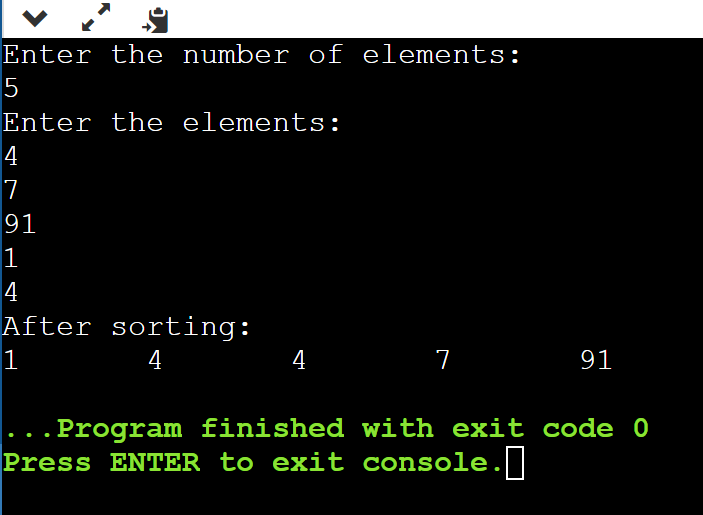 Enter the number of elements:
5
Enter the elements:
4
7
91
1
4
After sorting:
1 4 4 7 91
...Program finished with exit code 0
Press ENTER to exit console.